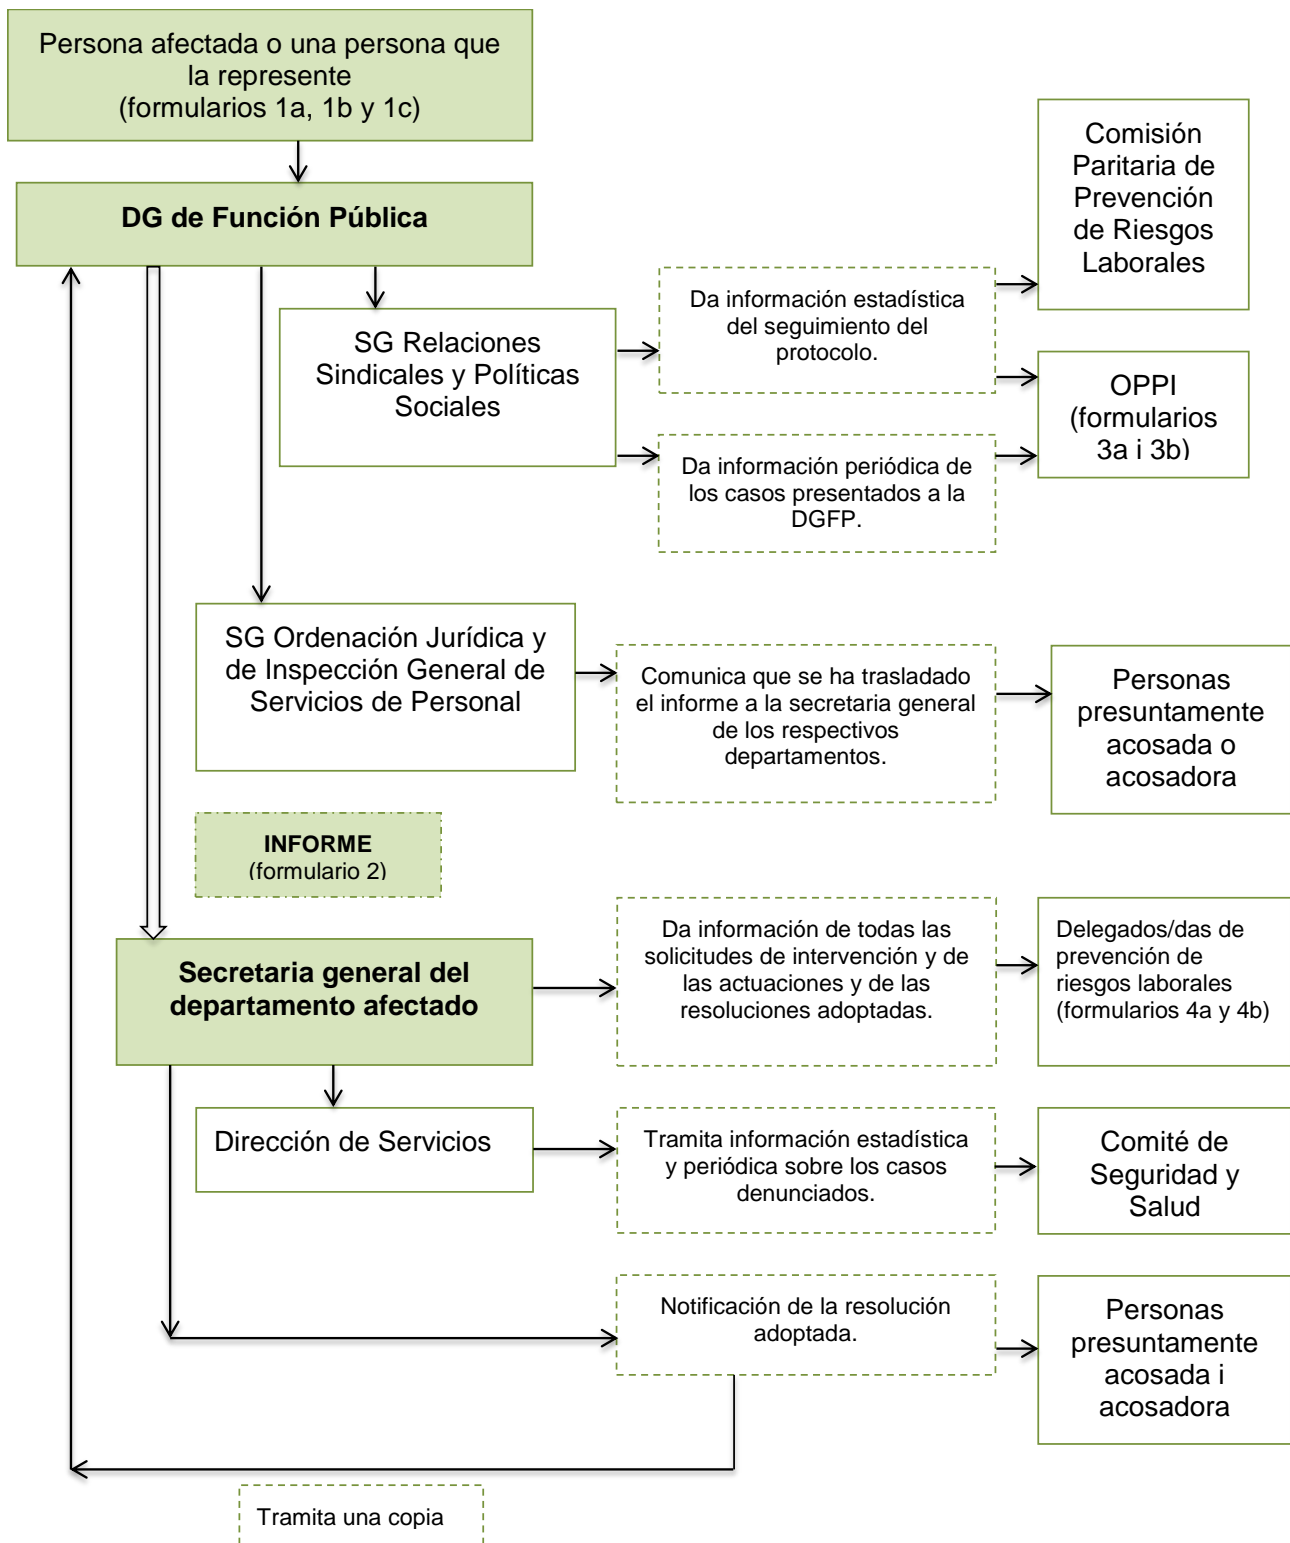 Persona afectada o una persona que
la represente
(formularios 1a, 1b y 1c)
DG de Función Pública
Comisión
Paritaria de
Prevención
de Riesgos
Laborales
SG Relaciones
Sindicales y Políticas
Sociales
Da información estadística
del seguimiento del
protocolo.
OPPI
(formularios
3a i 3b)
Da información periódica de
los casos presentados a la
DGFP.
SG Ordenación Jurídica y
de Inspección General de
Servicios de Personal
Comunica que se ha trasladado
el informe a la secretaria general
de los respectivos
departamentos.
Personas
presuntamente
acosada o
acosadora
INFORME
(formulario 2)
Secretaria general del
departamento afectado
Da información de todas las
solicitudes de intervención y de
las actuaciones y de las
resoluciones adoptadas.
Delegados/das de
prevención de
riesgos laborales
(formularios 4a y 4b)
Dirección de Servicios
Tramita información estadística
y periódica sobre los casos
denunciados.
Comité de
Seguridad y
Salud
Notificación de la resolución
adoptada.
Personas
presuntamente
acosada i
acosadora
Tramita una copia